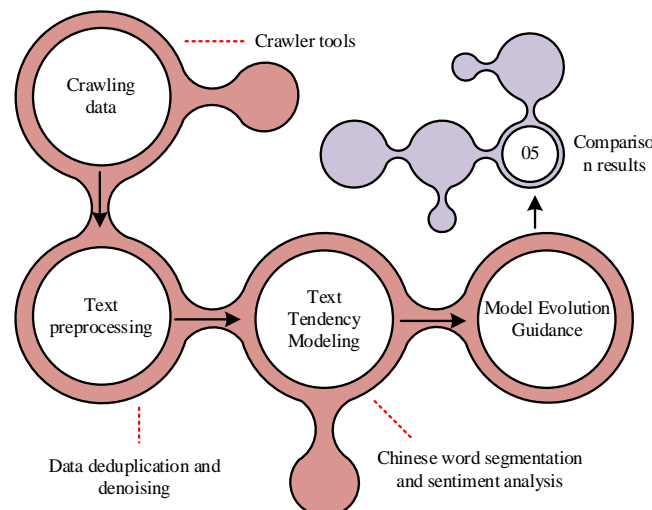 Crawler tools
Crawling
data
05
Compariso
n results
Text
preprocessing
Text
Tendency
Modeling
Model Evolution
Guidance
Data deduplication and
denoising
Chinese word segmentation
and sentiment analysis